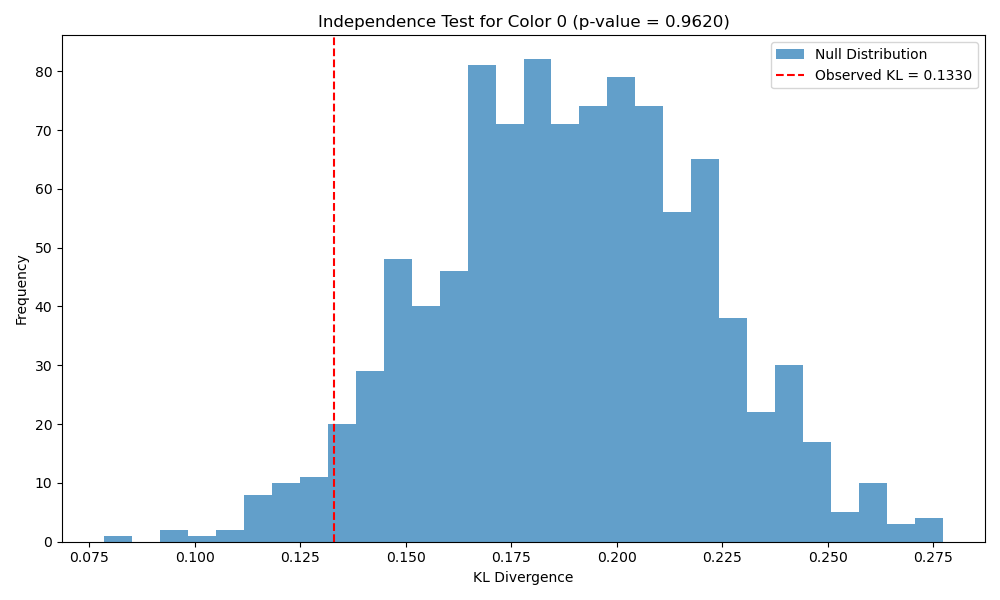 Independence Test for Color 0 (p-value = 0.9620)
Null Distribution
Observed KL = 0.1330
Frequency
80
70
60
50
40
30
20
10
0
0.075 0.100 0.125 0.150 0.175 0.200 0.225 0.250 0.275
KL Divergence